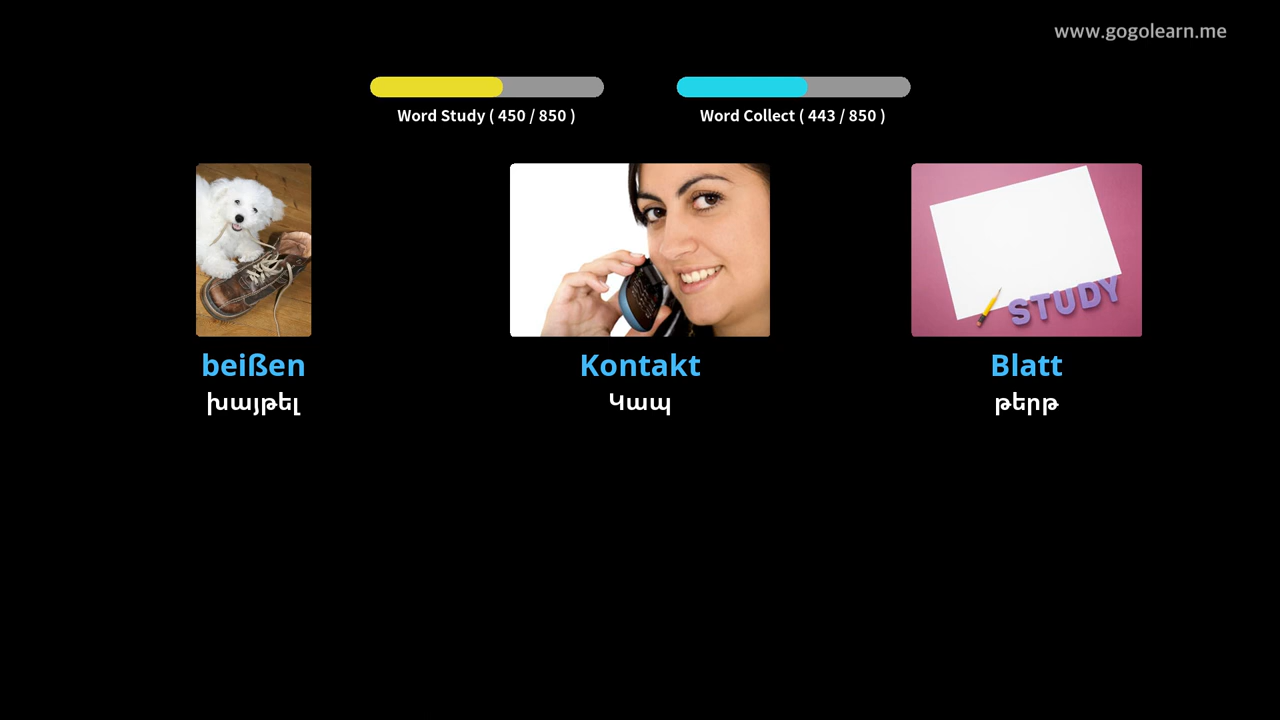 www.gogolearn.me
Word Study ( 450 / 850 )
Word Collect ( 443 / 850 )
STUDY
beißen
Kontakt
Blatt
խայթել
Կապ
թերթ